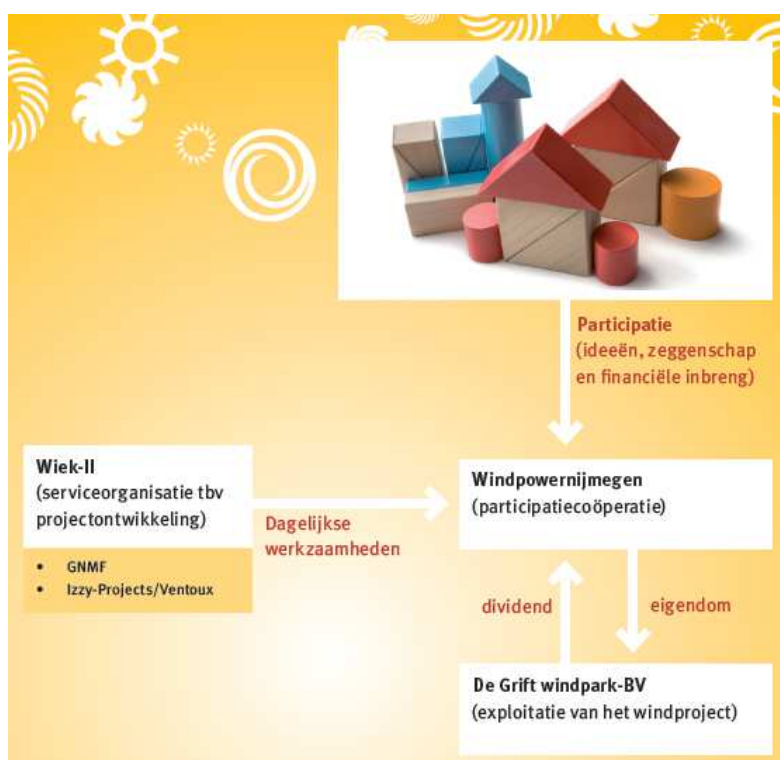 Participatie
(ideeën, zeggenschap
en financiële inbreng)
Wiek-II
(serviceorganisatie tbv
projectontwikkeling)
• GNMF
• Izzy-Projects/Ventoux
Dagelijkse
werkzaamheden
Windpowernijmegen
(participatiecoöperatie)
dividend
eigendom
De Grift windpark-BV
(exploitatie van het windproject)